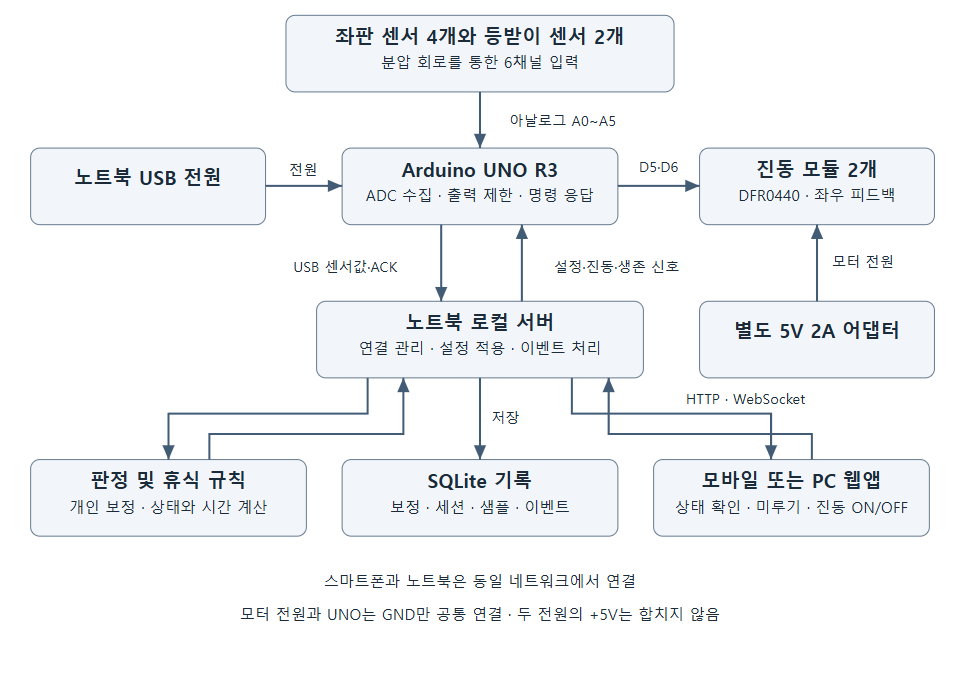 좌판 센서 4개와 등받이 센서 2개
분압 회로를 통한 6채널 입력
아날로그 A0~A5
노트북 USB 전원
전원
Arduino UNO R3
ADC 수집 · 출력 제한 · 명령 응답
D5·D6
진동 모듈 2개
DFR0440 · 좌우 피드백
USB 센서값·ACK
설정·진동·생존 신호
모터 전원
노트북 로컬 서버
연결 관리 · 설정 적용 · 이벤트 처리
별도 5V 2A 어댑터
저장
HTTP · WebSocket
판정 및 휴식 규칙
개인 보정 · 상태와 시간 계산
SQLite 기록
보정 · 세션 · 샘플 · 이벤트
모바일 또는 PC 웹앱
상태 확인 · 미루기 · 진동 ON/OFF
스마트폰과 노트북은 동일 네트워크에서 연결
모터 전원과 UNO는 GND만 공통 연결 · 두 전원의 +5V는 합치지 않음